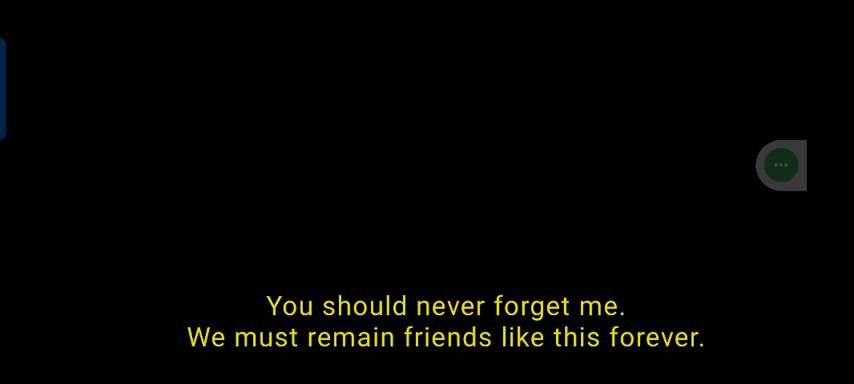 You should never forget me.
We must remain friends like this forever.